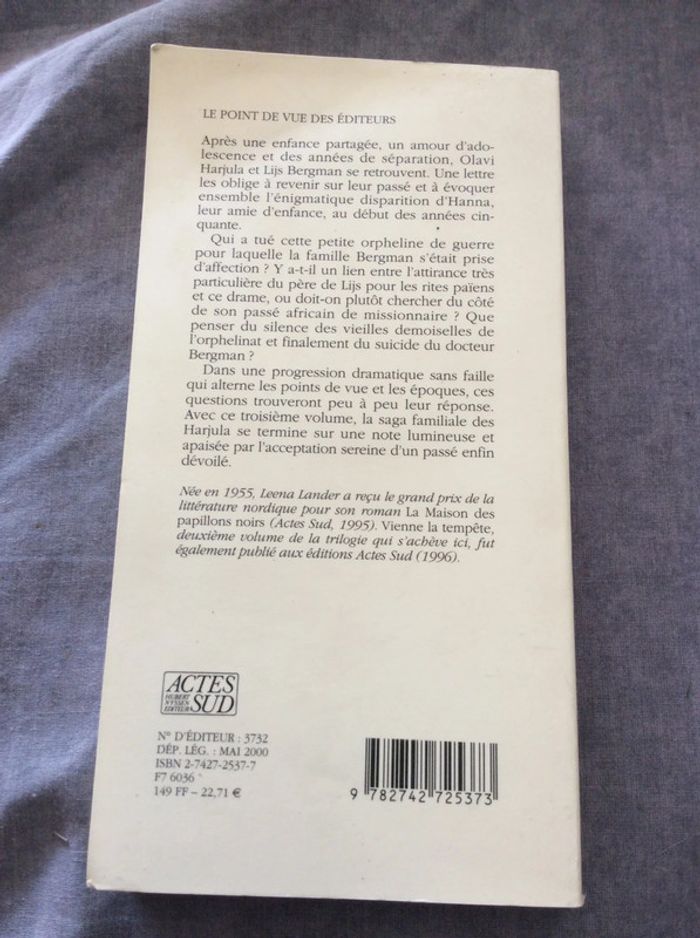 LE POINT DE VUE DES ÉDITEURS
Après une enfance partagée, un amour d'ado-
lescence et des années de séparation, Olavi
Harjula et Lijs Bergman se retrouvent. Une lettre
les oblige à revenir sur leur passé et à évoquer
ensemble l'énigmatique disparition d'Hanna,
leur amie d'enfance, au début des années cin-
quante.
Qui a tué cette petite orpheline de guerre
pour laquelle la famille Bergman s'était prise
d'affection ? Y a-t-il un lien entre l'attirance très
particulière du père de Lijs pour les rites païens
et ce drame, ou doit-on plutôt chercher du côté
de son passé africain de missionnaire ? Que
penser du silence des vieilles demoiselles de
l'orphelinat et finalement du suicide du docteur
Bergman ?
Dans une progression dramatique sans faille
qui alterne les points de vue et les époques, ces
questions trouveront peu à peu leur réponse.
Avec ce troisième volume, la saga familiale des
Harjula se termine sur une note lumineuse et
apaisée par l'acceptation sereine d'un passé enfin
dévoilé.
Née en 1955, Leena Lander a reçu le grand prix de la
littérature nordique pour son roman La Maison des
papillons noirs (Actes Sud, 1995). Vienne la tempête,
deuxième volume de la trilogie qui s'achève ici, fut
également publié aux éditions Actes Sud (1996).
ACTES
HUBERT
NYSSEN
ÉDITEUR
SUD
N° D'ÉDITEUR : 3732
DÉP. LÉG. : MAI 2000
ISBN 2-7427-2537-7
F7 6036
149 FF – 22,71 €
9 782742 725373